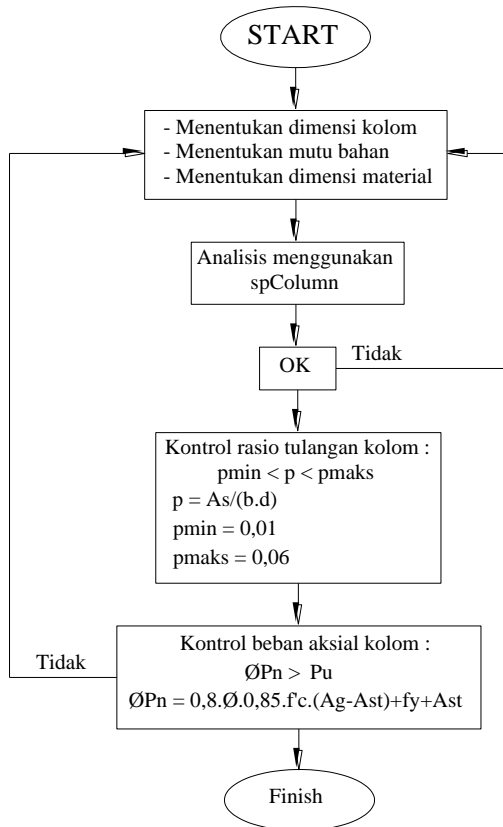 START
- Menentukan dimensi kolom
- Menentukan mutu bahan
- Menentukan dimensi material
Analisis menggunakan
spColumn
OK
Tidak
Kontrol rasio tulangan kolom :
pmin < p < pmaks
p = As/(b.d)
pmin = 0,01
pmaks = 0,06
Kontrol beban aksial kolom :
Tidak
ØPn > Pu
ØPn = 0,8.Ø.0,85.f'c.(Ag-Ast)+fy+Ast
Finish